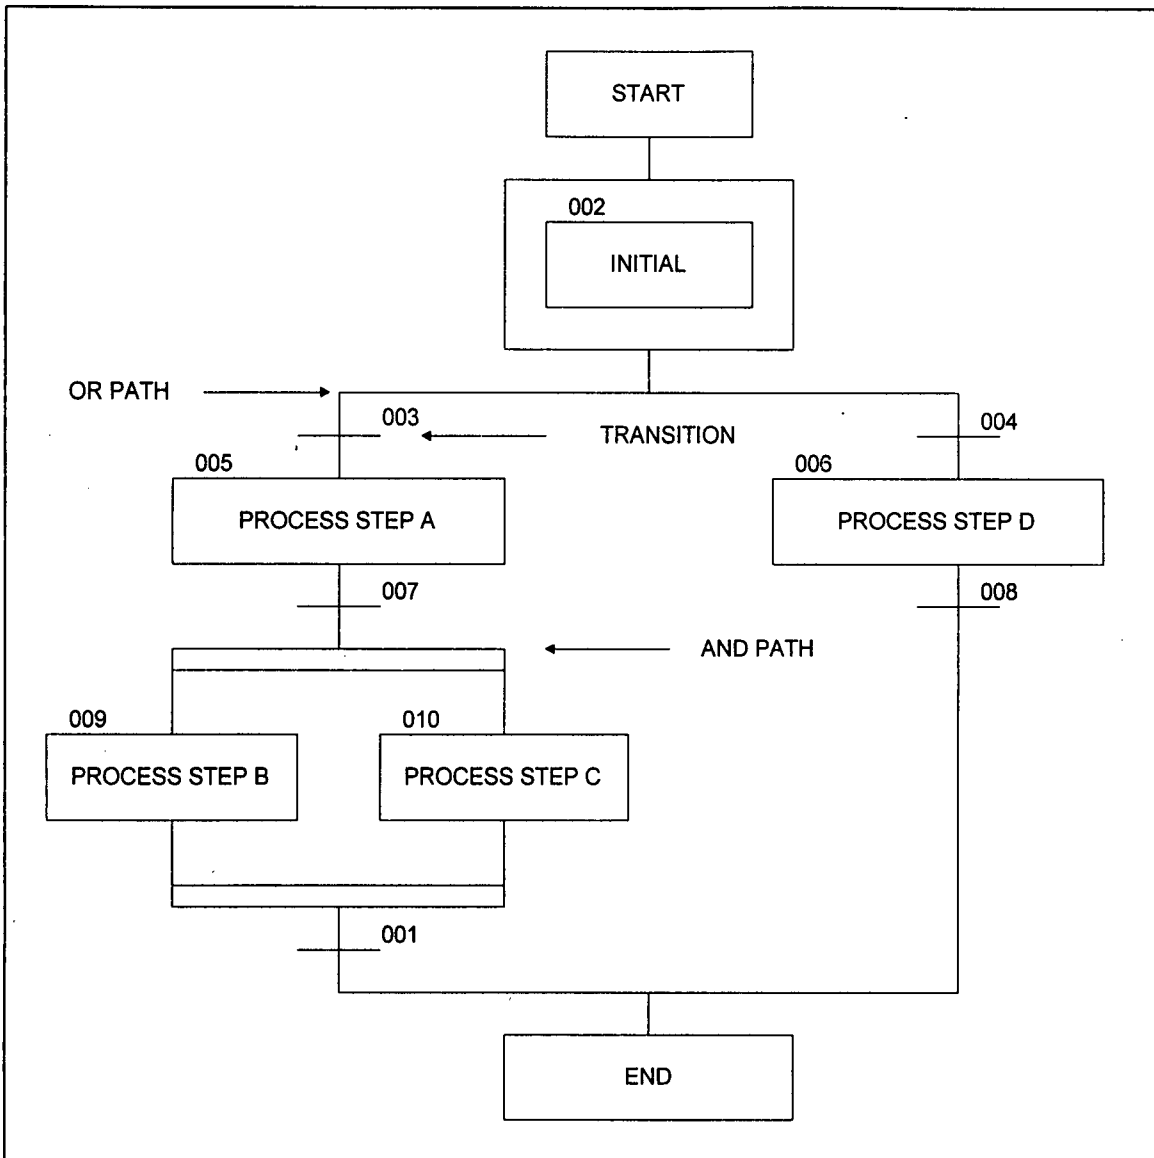 START
002
INITIAL
OR PATH
003
TRANSITION
004
005
006
PROCESS STEP A
PROCESS STEP D
007
008
AND PATH
009
010
PROCESS STEP B
PROCESS STEP C
001
END